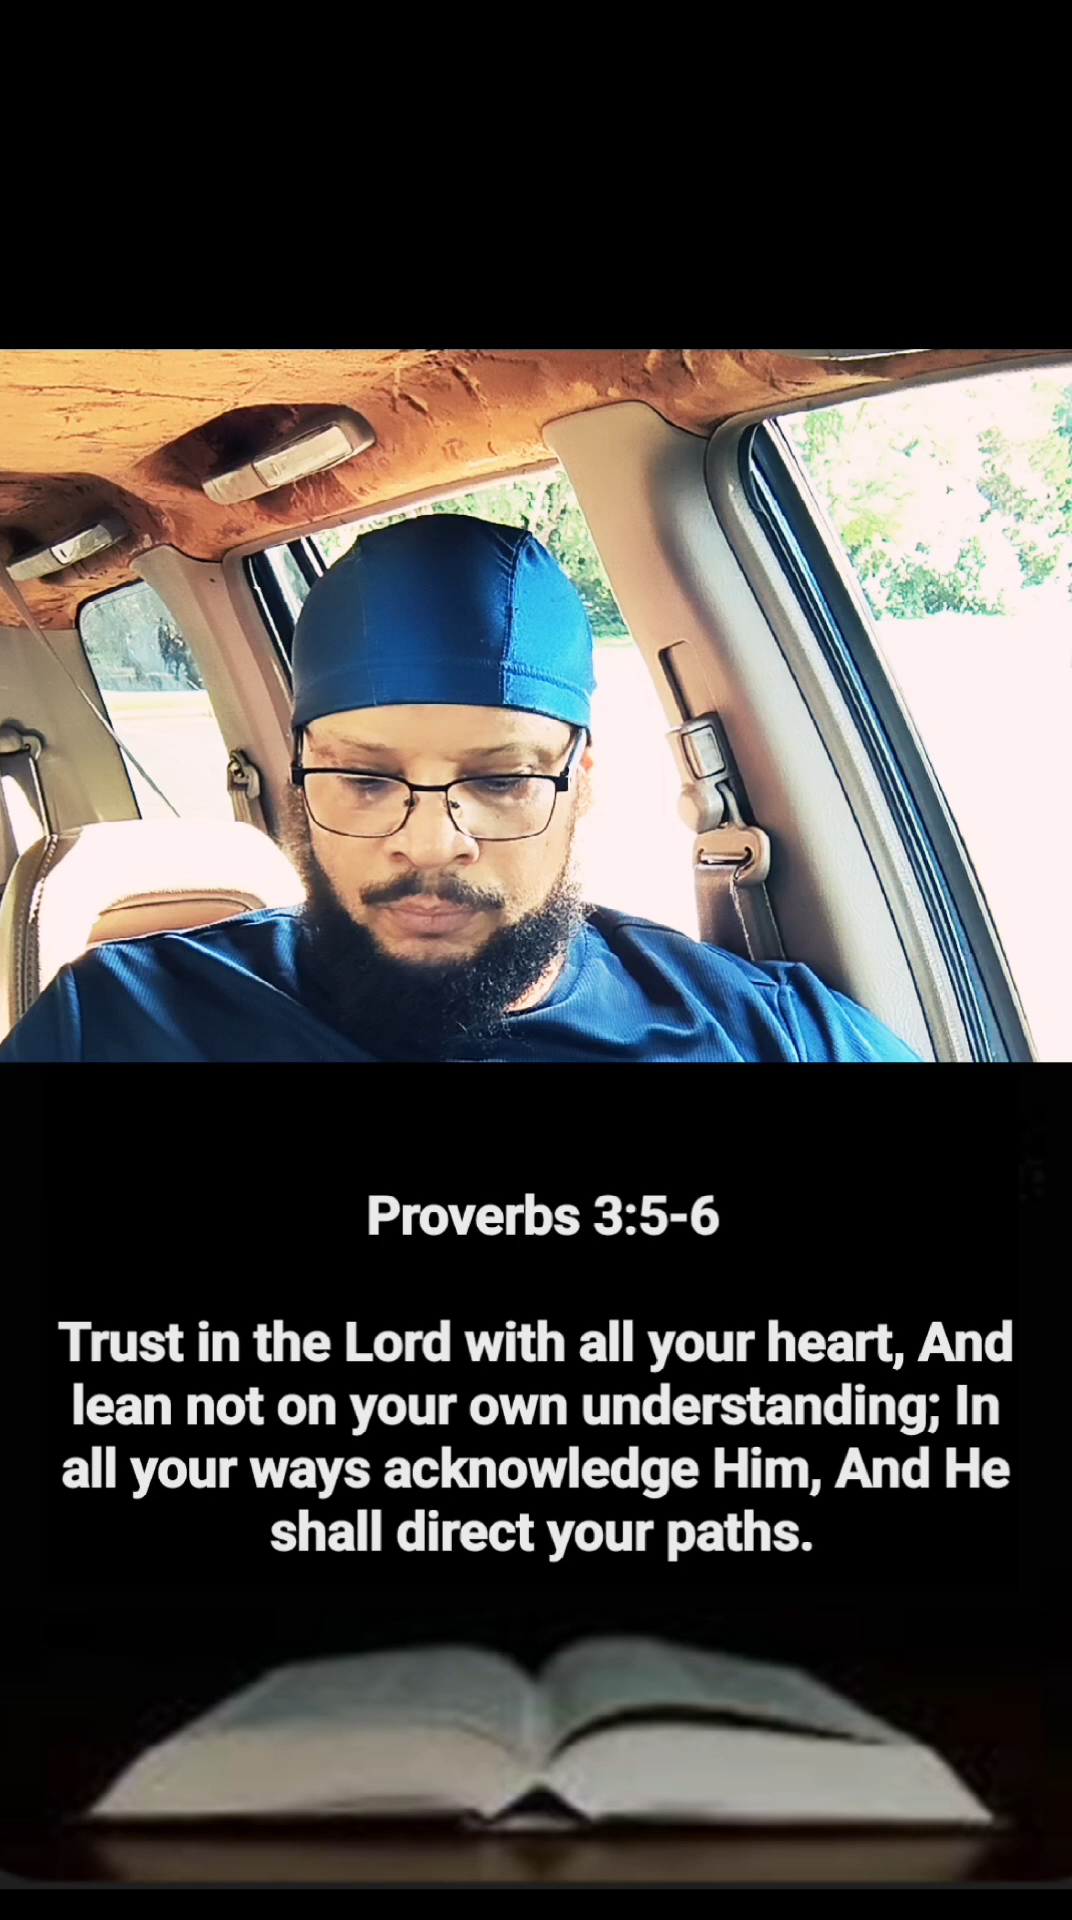 Proverbs 3:5-6
Trust in the Lord with all your heart, And
lean not on your own understanding; In
all your ways acknowledge Him, And He
shall direct your paths.